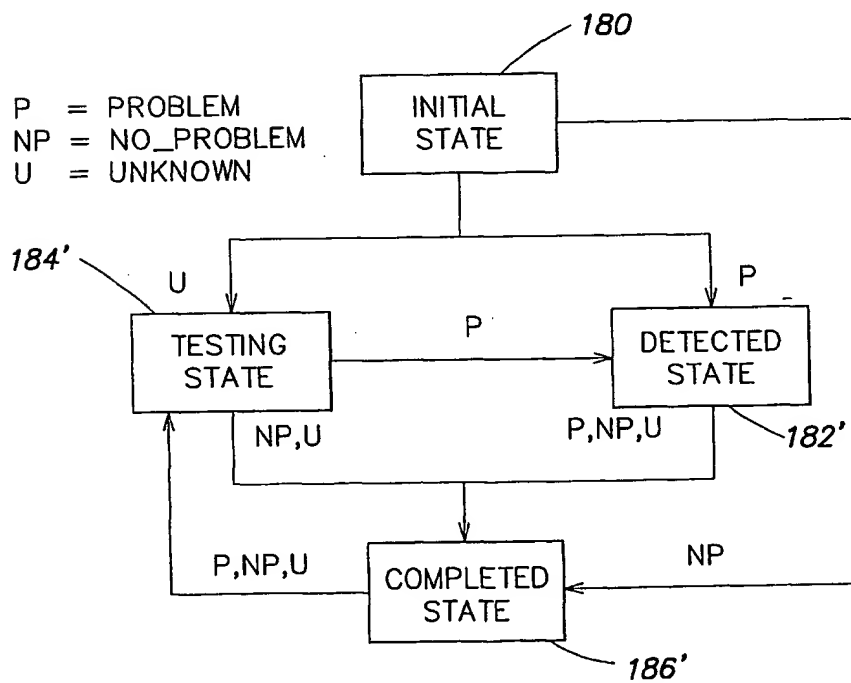 180
P = PROBLEM
NP = NO_PROBLEM
U = UNKNOWN
INITIAL
STATE
184'
U
P
TESTING
STATE
P
DETECTED
STATE
NP,U
P,NP,U
182'
P,NP,U
COMPLETED
STATE
NP
186'